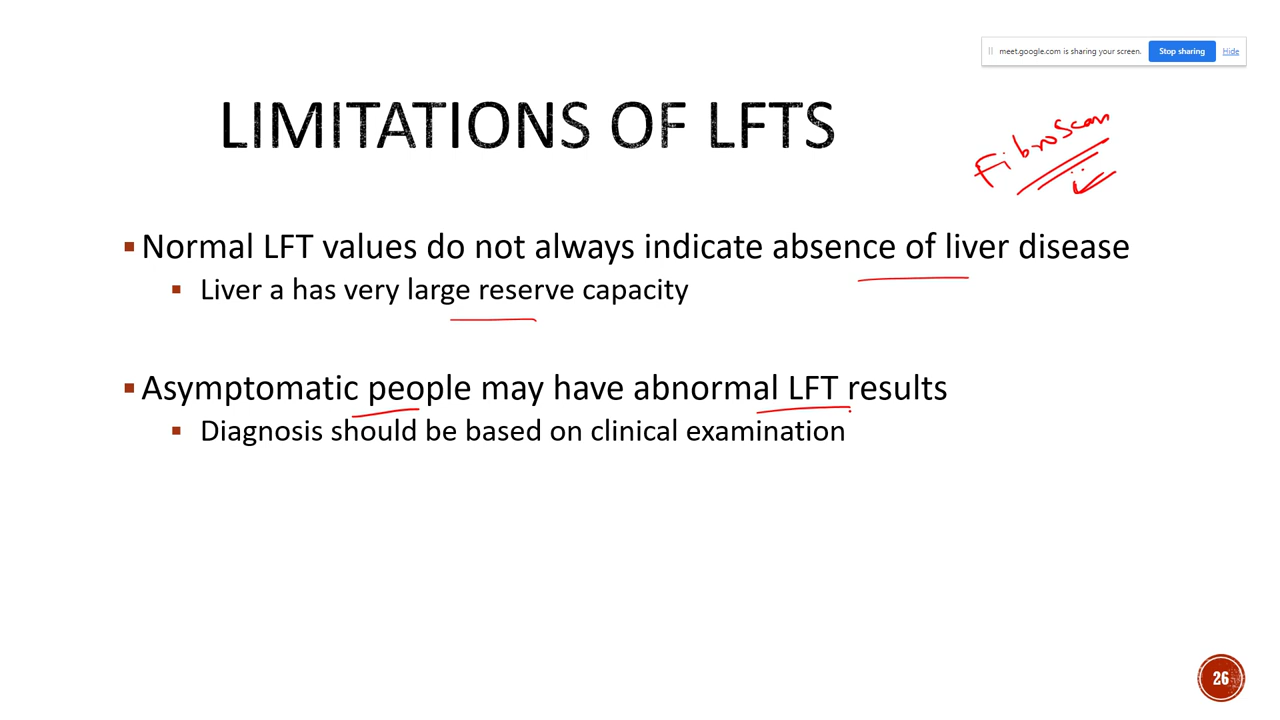 meet.google.com is sharing your screen. Stop sharing Hide
LIMITATIONS OF LFTS
FibroScan
▪ Normal LFT values do not always indicate absence of liver disease
▪ Liver a has very large reserve capacity
▪ Asymptomatic people may have abnormal LFT results
▪ Diagnosis should be based on clinical examination
26